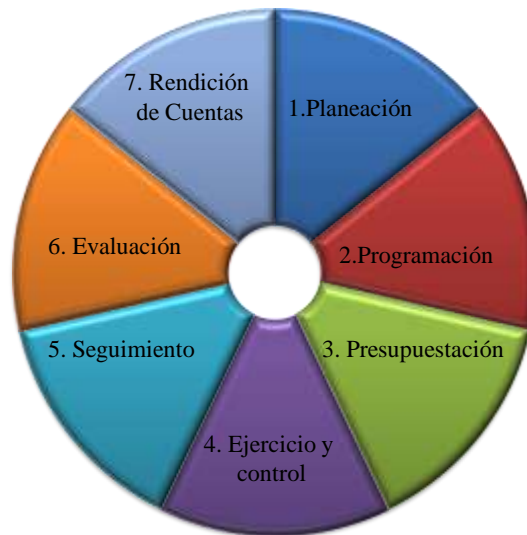 1.Planeación
2.Programación
3. Presupuestación
4. Ejercicio y
control
5. Seguimiento
6. Evaluación
7. Rendición
de Cuentas